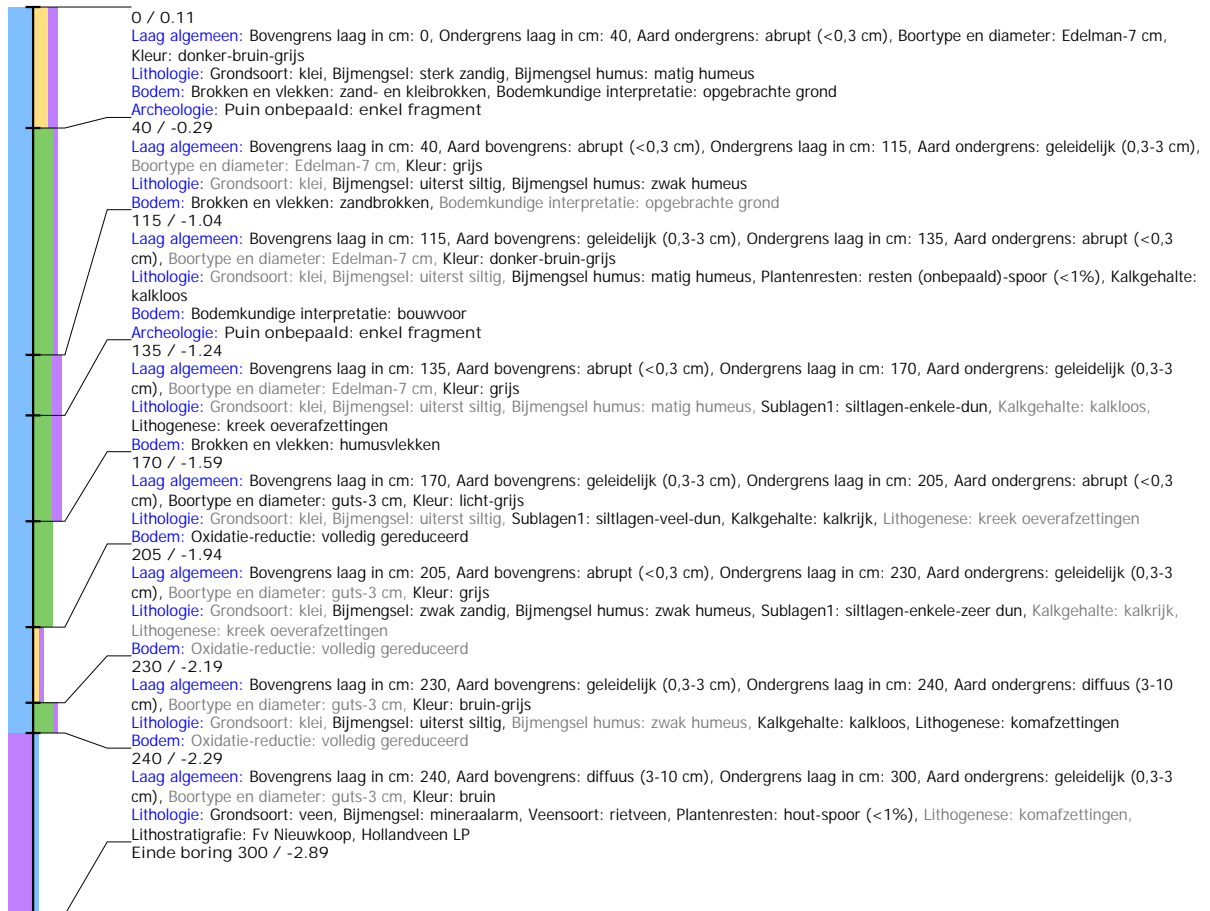 0 / 0.11
Laag algemeen: Bovengrens laag in cm: 0, Ondergrens laag in cm: 40, Aard ondergrens: abrupt (<0,3 cm), Boortype en diameter: Edelman-7 cm,
Kleur: donker-bruin-grijs
Lithologie: Grondsoort: klei, Bijmengsel: sterk zandig, Bijmengsel humus: matig humeus
Bodem: Brokken en vlekken: zand- en kleibrokken, Bodemkundige interpretatie: opgebrachte grond
Archeologie: Puin onbepaald: enkel fragment
40 / -0.29
Laag algemeen: Bovengrens laag in cm: 40, Aard bovengrens: abrupt (<0,3 cm), Ondergrens laag in cm: 115, Aard ondergrens: geleidelijk (0,3-3 cm),
Boortype en diameter: Edelman-7 cm, Kleur: grijs
Lithologie: Grondsoort: klei, Bijmengsel: uiterst siltig, Bijmengsel humus: zwak humeus
Bodem: Brokken en vlekken: zandbrokken, Bodemkundige interpretatie: opgebrachte grond
115 / -1.04
Laag algemeen: Bovengrens laag in cm: 115, Aard bovengrens: geleidelijk (0,3-3 cm), Ondergrens laag in cm: 135, Aard ondergrens: abrupt (<0,3
cm), Boortype en diameter: Edelman-7 cm, Kleur: donker-bruin-grijs
Lithologie: Grondsoort: klei, Bijmengsel: uiterst siltig, Bijmengsel humus: matig humeus, Plantenresten: resten (onbepaald)-spoor (<1%), Kalkgehalte:
kalkloos
Bodem: Bodemkundige interpretatie: bouwvoor
Archeologie: Puin onbepaald: enkel fragment
135 / -1.24
Laag algemeen: Bovengrens laag in cm: 135, Aard bovengrens: abrupt (<0,3 cm), Ondergrens laag in cm: 170, Aard ondergrens: geleidelijk (0,3-3
cm), Boortype en diameter: Edelman-7 cm, Kleur: grijs
Lithologie: Grondsoort: klei, Bijmengsel: uiterst siltig, Bijmengsel humus: matig humeus, Sublagen1: siltlagen-enkele-dun, Kalkgehalte: kalkloos,
Lithogenese: kreek oeverafzettingen
Bodem: Brokken en vlekken: humusvlekken
170 / -1.59
Laag algemeen: Bovengrens laag in cm: 170, Aard bovengrens: geleidelijk (0,3-3 cm), Ondergrens laag in cm: 205, Aard ondergrens: abrupt (<0,3
cm), Boortype en diameter: guts-3 cm, Kleur: licht-grijs
Lithologie: Grondsoort: klei, Bijmengsel: uiterst siltig, Sublagen1: siltlagen-veel-dun, Kalkgehalte: kalkrijk, Lithogenese: kreek oeverafzettingen
Bodem: Oxidatie-reductie: volledig gereduceerd
205 / -1.94
Laag algemeen: Bovengrens laag in cm: 205, Aard bovengrens: abrupt (<0,3 cm), Ondergrens laag in cm: 230, Aard ondergrens: geleidelijk (0,3-3
cm), Boortype en diameter: guts-3 cm, Kleur: grijs
Lithologie: Grondsoort: klei, Bijmengsel: zwak zandig, Bijmengsel humus: zwak humeus, Sublagen1: siltlagen-enkele-zeer dun, Kalkgehalte: kalkrijk,
Lithogenese: kreek oeverafzettingen
Bodem: Oxidatie-reductie: volledig gereduceerd
230 / -2.19
Laag algemeen: Bovengrens laag in cm: 230, Aard bovengrens: geleidelijk (0,3-3 cm), Ondergrens laag in cm: 240, Aard ondergrens: diffuus (3-10
cm), Boortype en diameter: guts-3 cm, Kleur: bruin-grijs
Lithologie: Grondsoort: klei, Bijmengsel: uiterst siltig, Bijmengsel humus: zwak humeus, Kalkgehalte: kalkloos, Lithogenese: komafzettingen
Bodem: Oxidatie-reductie: volledig gereduceerd
240 / -2.29
Laag algemeen: Bovengrens laag in cm: 240, Aard bovengrens: diffuus (3-10 cm), Ondergrens laag in cm: 300, Aard ondergrens: geleidelijk (0,3-3
cm), Boortype en diameter: guts-3 cm, Kleur: bruin
Lithologie: Grondsoort: veen, Bijmengsel: mineraalarm, Veensoort: rietveen, Plantenresten: hout-spoor (<1%), Lithogenese: komafzettingen,
Lithostratigrafie: Fv Nieuwkoop, Hollandveen LP
Einde boring 300 / -2.89